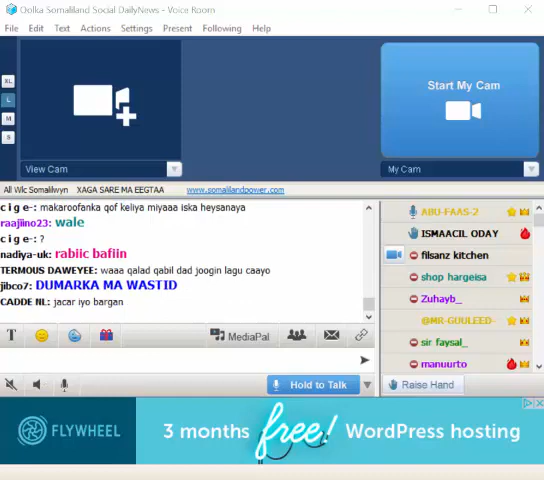 Oolka Somaliland Social DailyNews - Voice Room
File Edit Text Actions Settings Present Following Help
XL
L
M
S
View Cam
Start My Cam
My Cam
All Wlc Somalilwyn XAGA SARE MA EEGTAA www.somalilandpower.com
c i g e -: makaroofanka qof keliya miyaaa iska heysanaya
raajiino23: wale
c i g e -: ?
nadiya-uk: rabiic bafiin
TERMOUS DAWEYEE: waaa qalad qabil dad joogin lagu caayo
jibco7: DUMARKA MA WASTID
CADDE NL: jacar iyo bargan
ABU-FAAS-2
ISMAACIL ODAY
filsanz kitchen
shop hargeisa
Zuhayb_
@MR-GUULEED-
sir faysal_
manuurto
T MediaPal
Hold to Talk
Raise Hand
FLYWHEEL 3 months free! WordPress hosting